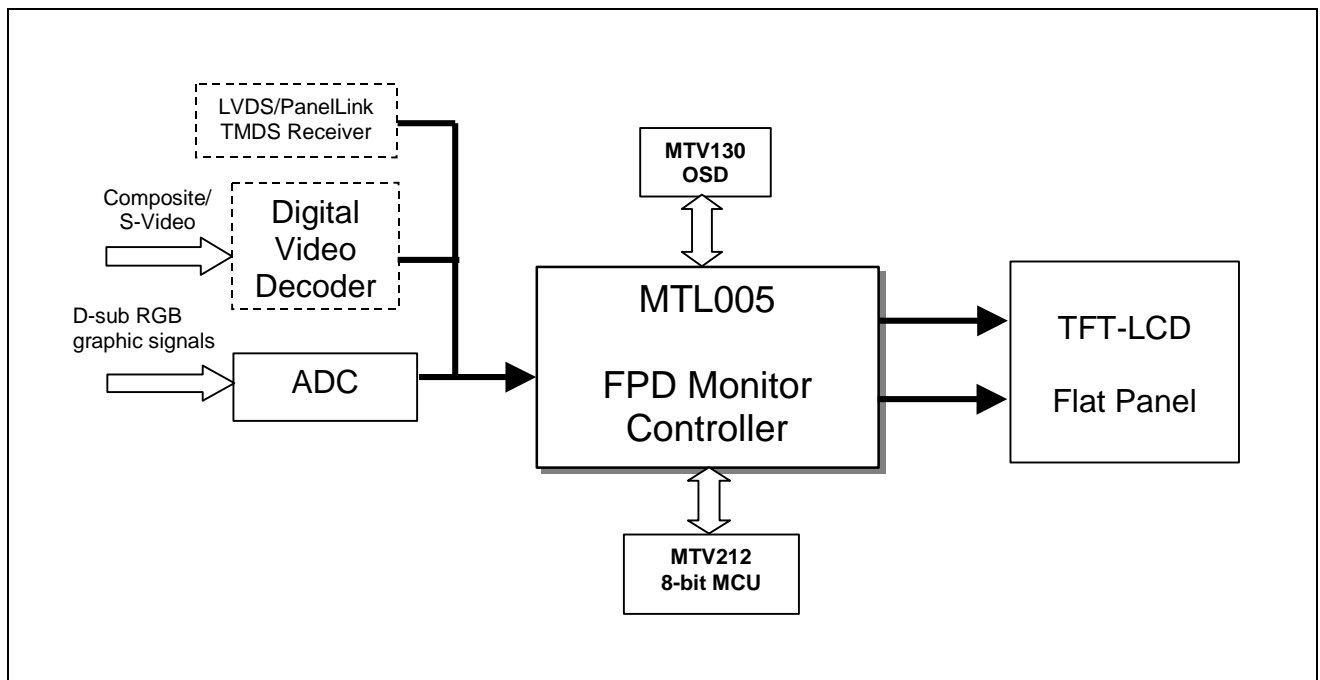 LVDS/PanelLink
TMDS Receiver
MTV130
OSD
Composite/
S-Video
Digital
Video
Decoder
D-sub RGB
graphic signals
ADC
MTL005
FPD Monitor
Controller
TFT-LCD
Flat Panel
MTV212
8-bit MCU